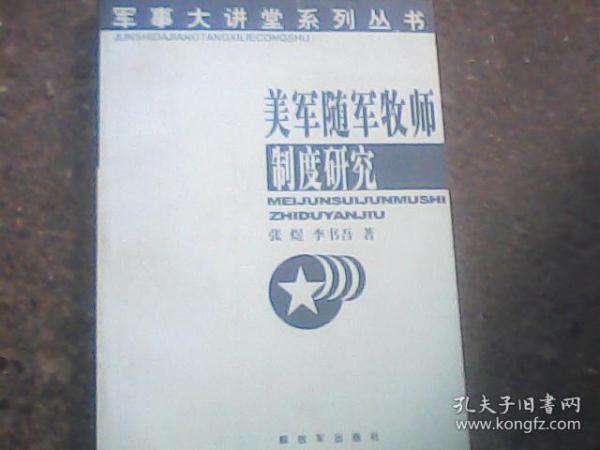 军事大讲堂系列丛书
JUNSHIDAJIANGTANGXILIECONGSHU
美军随军牧师
制度研究
MEIJUNSUIJUNMUSHI
ZHIDUYANJIU
张煜 李书吾 著
解放军出版社
孔夫子旧书网
www.kongfz.com